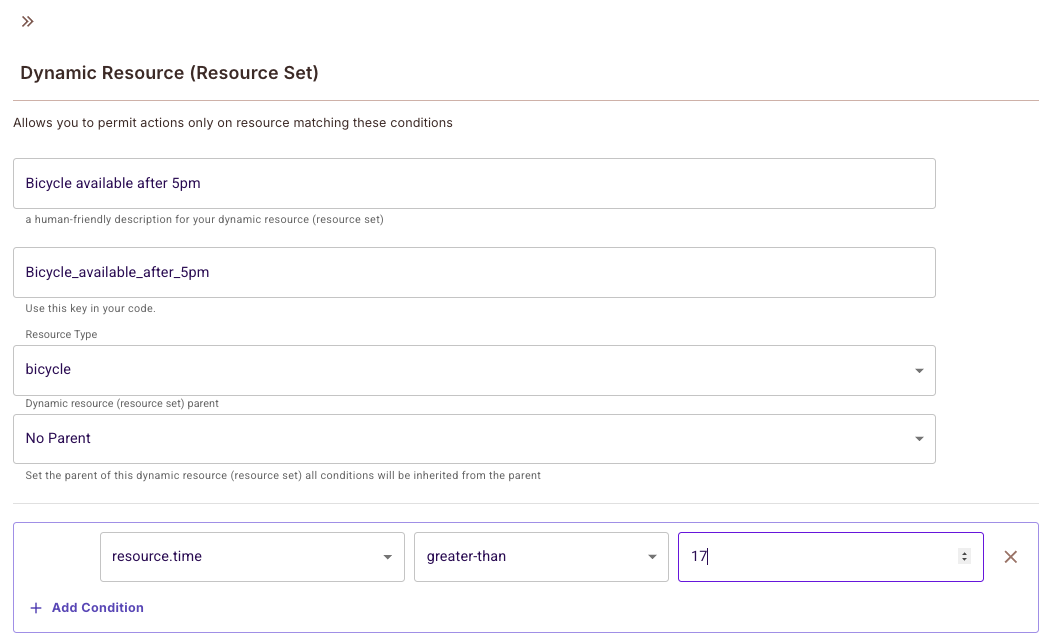 Dynamic Resource (Resource Set)
Allows you to permit actions only on resource matching these conditions
Bicycle available after 5pm
a human-friendly description for your dynamic resource (resource set)
Bicycle_available_after_5pm
Use this key in your code.
Resource Type
bicycle
Dynamic resource (resource set) parent
No Parent
Set the parent of this dynamic resource (resource set) all conditions will be inherited from the parent
resource.time greater-than 17
+ Add Condition